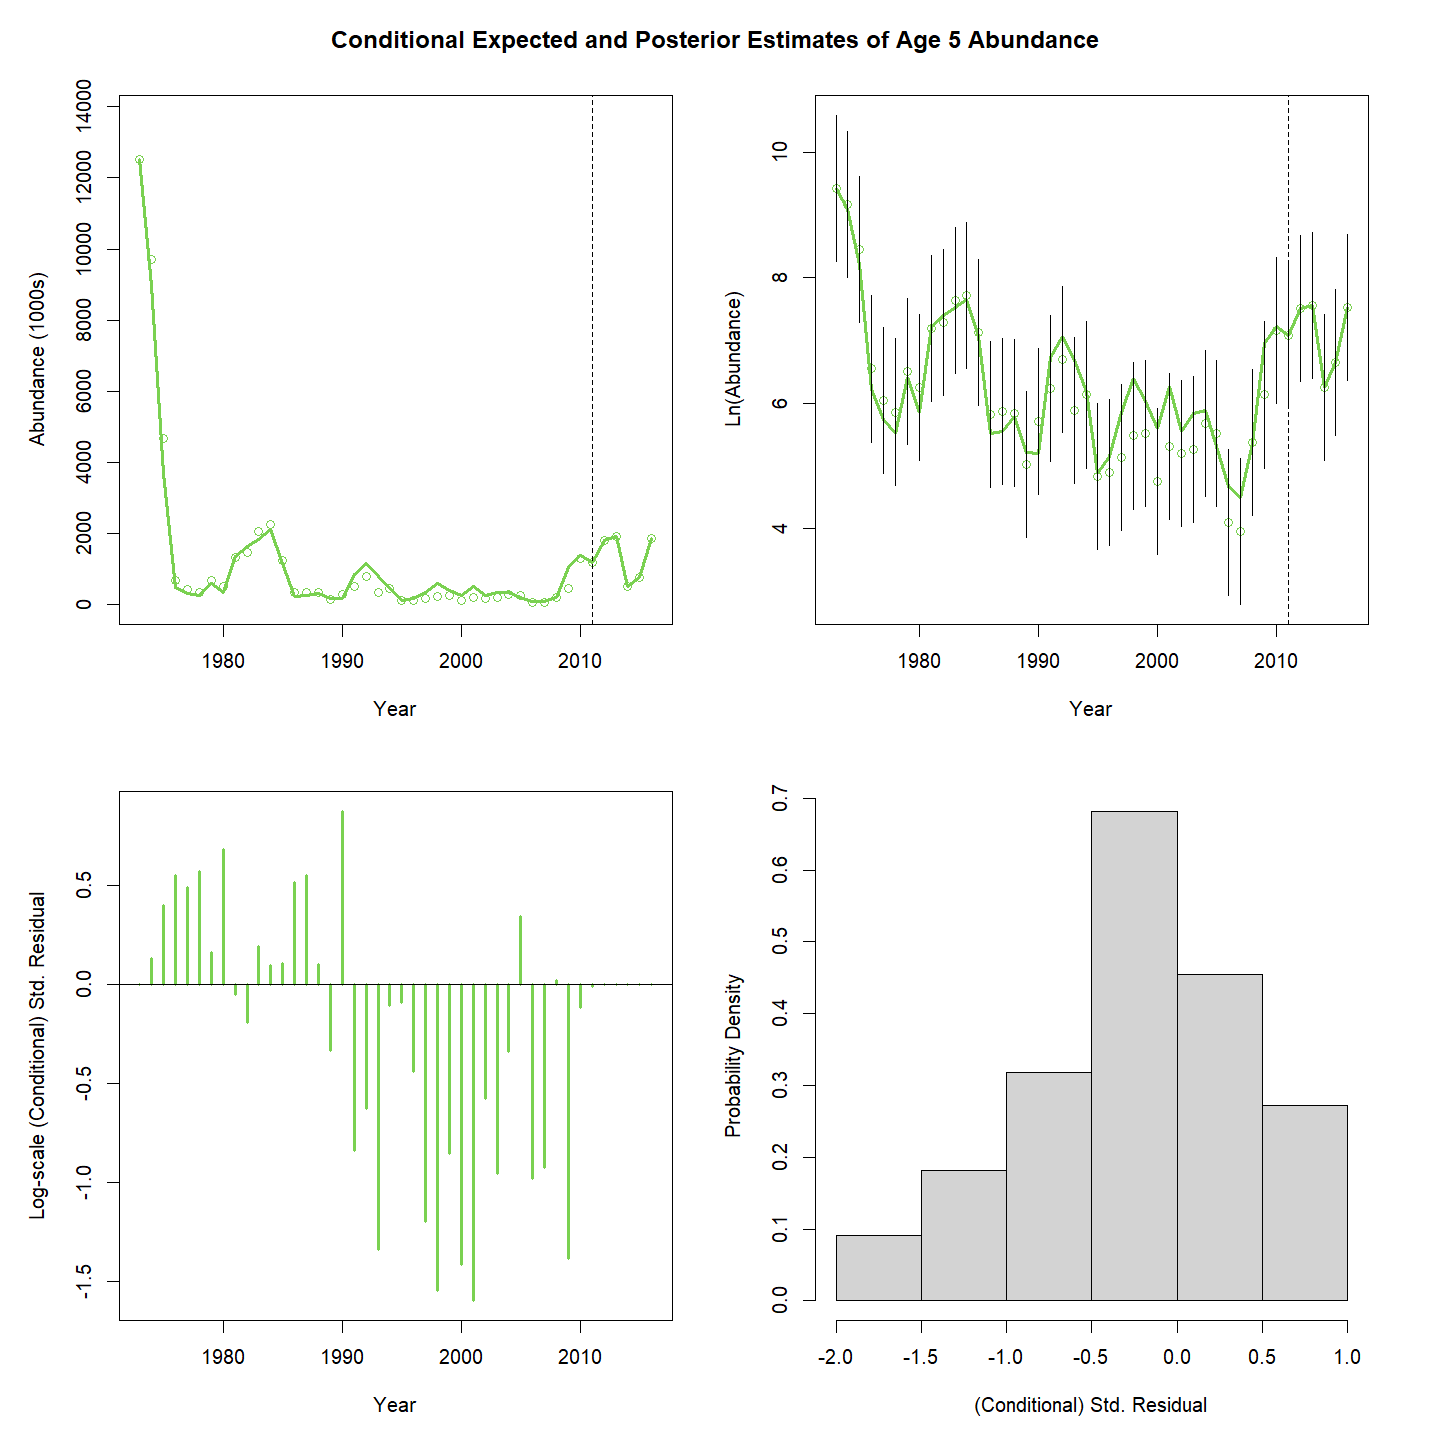 Conditional Expected and Posterior Estimates of Age 5 Abundance
Abundance (1000s)
14000
12000
10000
8000
6000
4000
2000
0
1980 1990 2000 2010
Year
Ln(Abundance)
10
8
6
4
1980 1990 2000 2010
Year
Log-scale (Conditional) Std. Residual
0.5
0.0
-0.5
-1.0
-1.5
1980 1990 2000 2010
Year
Probability Density
0.7
0.6
0.5
0.4
0.3
0.2
0.1
0.0
-2.0 -1.5 -1.0 -0.5 0.0 0.5 1.0
(Conditional) Std. Residual